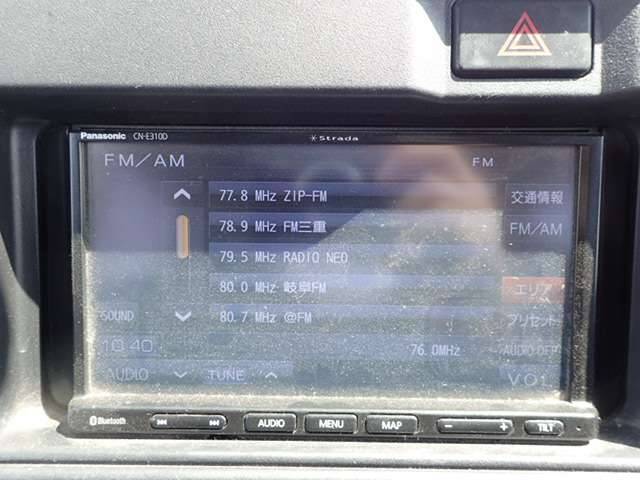 Panasonic CN-E310D Strada
FM/AM FM
77.8 MHz ZIP-FM
交通情報
78.9 MHz FM三重
FM/AM
79.5 MHz RADIO NEO
80.0 MHz 岐阜FM
エリア
SOUND
80.7 MHz @FM
プリセット
10:40
76.0MHz
AUDIO OFF
AUDIO TUNE VOL
Bluetooth AUDIO MENU MAP − + TILT